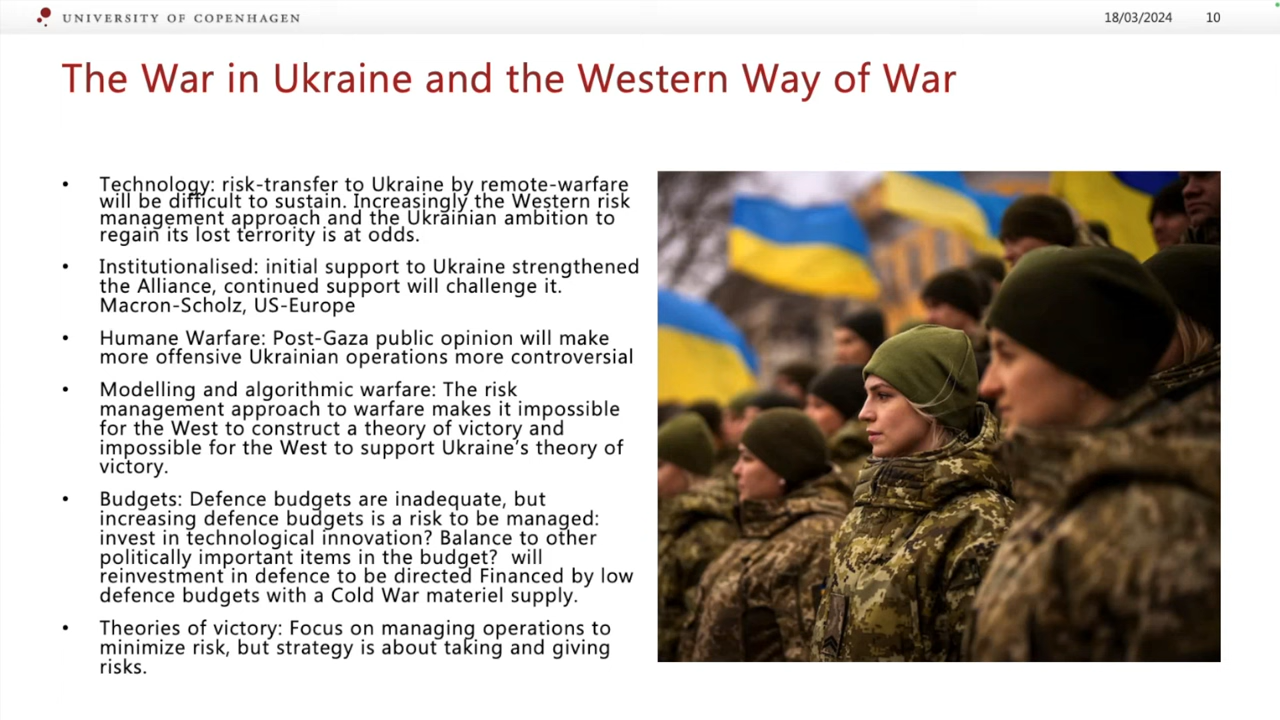 UNIVERSITY OF COPENHAGEN
18/03/2024 10
The War in Ukraine and the Western Way of War
• Technology: risk-transfer to Ukraine by remote-warfare
will be difficult to sustain. Increasingly the Western risk
management approach and the Ukrainian ambition to
regain its lost terrority is at odds.
• Institutionalised: initial support to Ukraine strengthened
the Alliance, continued support will challenge it.
Macron-Scholz, US-Europe
• Humane Warfare: Post-Gaza public opinion will make
more offensive Ukrainian operations more controversial
• Modelling and algorithmic warfare: The risk
management approach to warfare makes it impossible
for the West to construct a theory of victory and
impossible for the West to support Ukraine’s theory of
victory.
• Budgets: Defence budgets are inadequate, but
increasing defence budgets is a risk to be managed:
invest in technological innovation? Balance to other
politically important items in the budget?  will
reinvestment in defence to be directed Financed by low
defence budgets with a Cold War materiel supply.
• Theories of victory: Focus on managing operations to
minimize risk, but strategy is about taking and giving
risks.